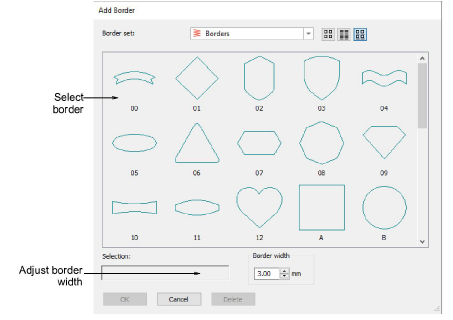 Add Border
Border set:
Borders
Select
border
00
01
02
03
04
05
06
07
08
09
10
11
12
A
B
Selection:
Border width
Adjust border
width
3.00
mm
OK
Cancel
Delete